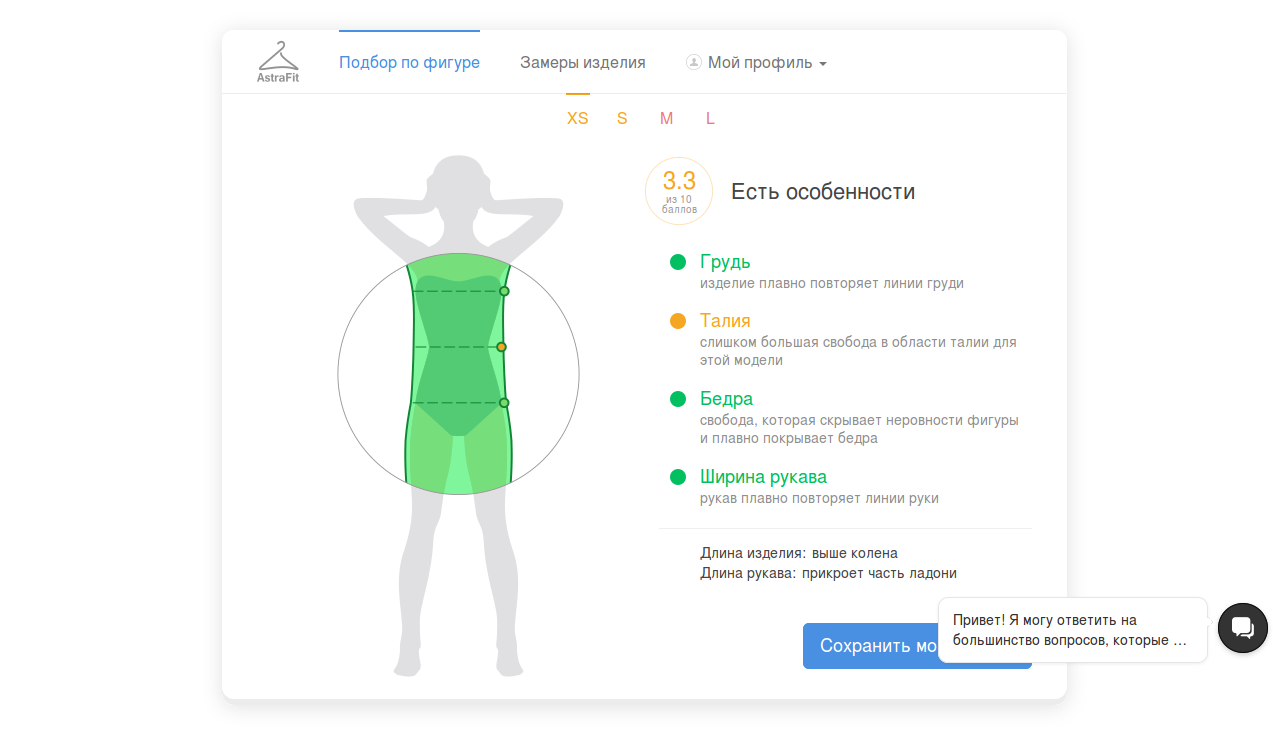 AstraFit
Подбор по фигуре
Замеры изделия
Мой профиль
XS S M L
3.3
из 10
баллов
Есть особенности
Грудь
изделие плавно повторяет линии груди
Талия
слишком большая свобода в области талии для
этой модели
Бедра
свобода, которая скрывает неровности фигуры
и плавно покрывает бедра
Ширина рукава
рукав плавно повторяет линии руки
Длина изделия: выше колена
Длина рукава: прикроет часть ладони
Сохранить
Привет! Я могу ответить на
большинство вопросов, которые ...